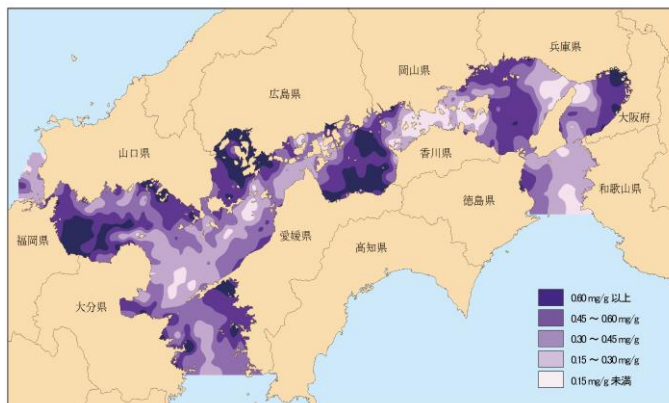 兵庫県
岡山県
広島県
大阪府
山口県
香川県
和歌山県
徳島県
福岡県
愛媛県
高知県
大分県
0.60 mg/g 以上
0.45 ～ 0.60 mg/g
0.30 ～ 0.45 mg/g
0.15 ～ 0.30 mg/g
0.15 mg/g 未満